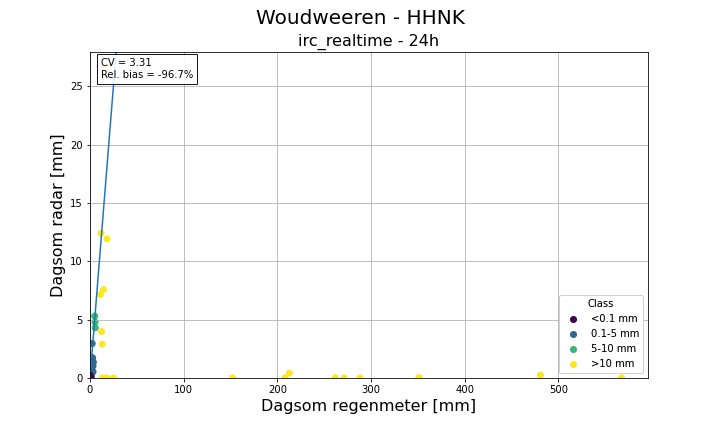 Woudweeren - HHNK
irc_realtime - 24h
CV = 3.31
Rel. bias = -96.7%
Dagsom radar [mm]
25
20
15
10
5
0
0
100
200
300
400
500
Dagsom regenmeter [mm]
Class
<0.1 mm
0.1-5 mm
5-10 mm
>10 mm